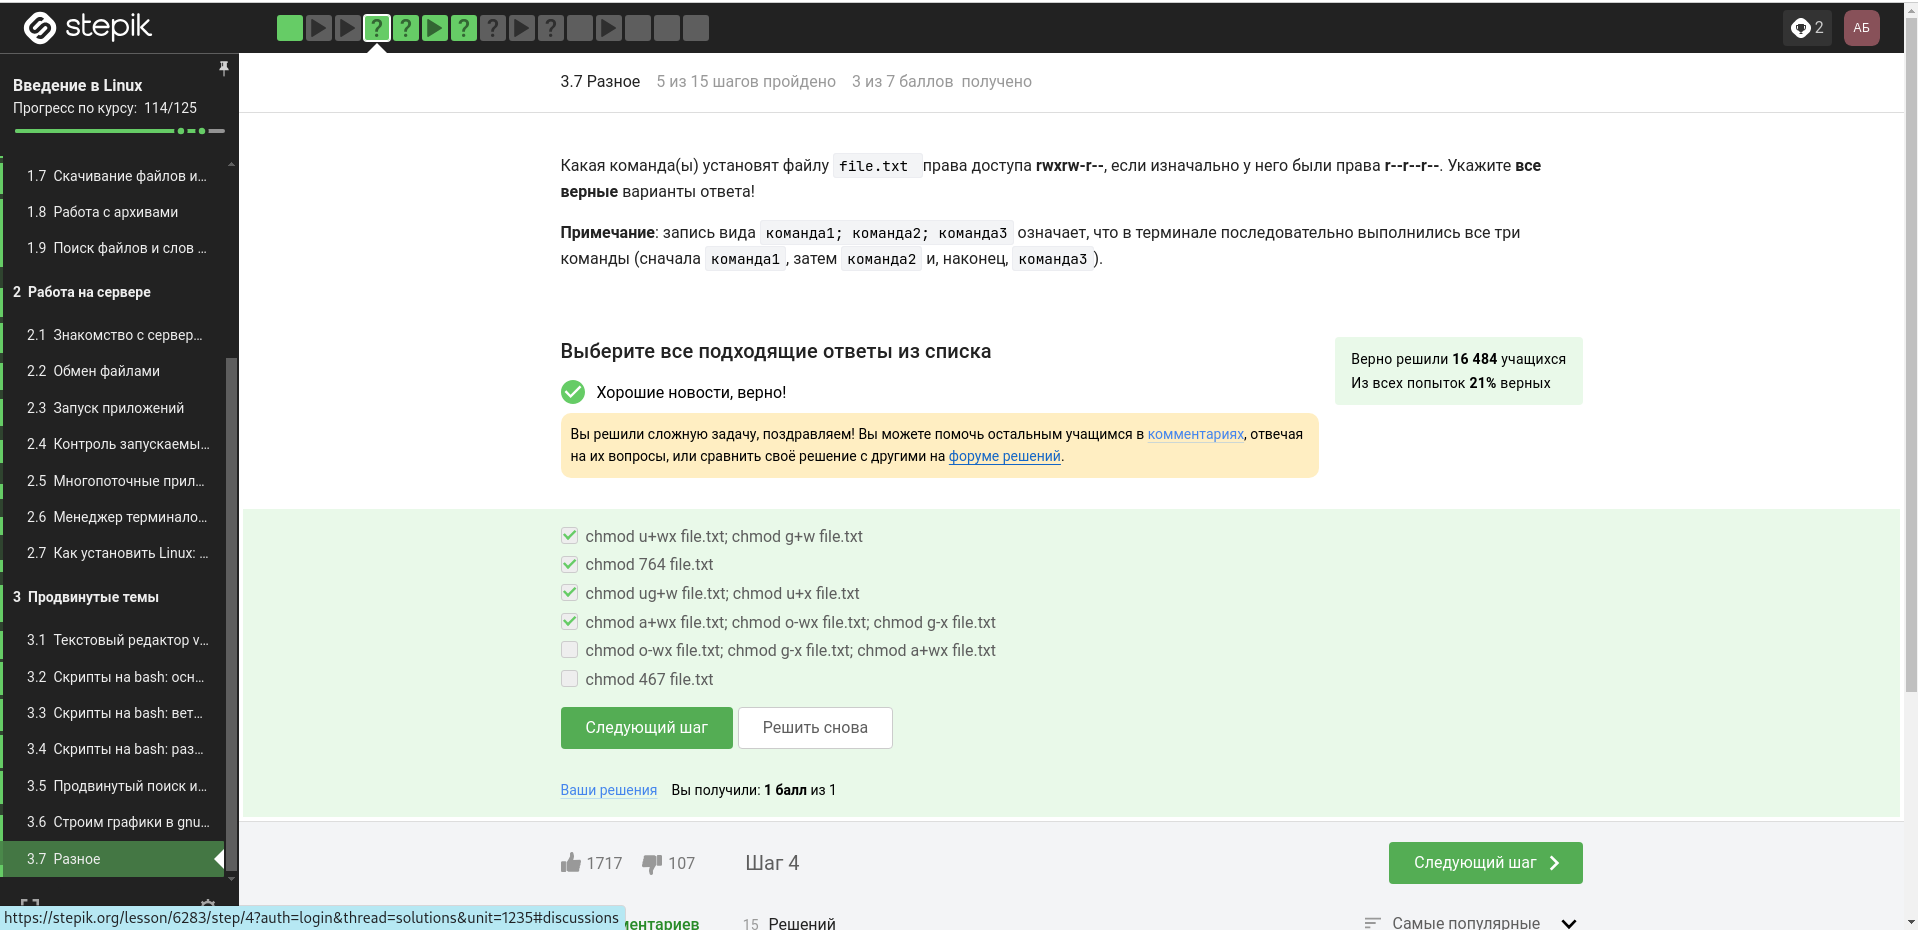 stepik
? ? ? ? ?
2
АБ
Введение в Linux
Прогресс по курсу: 114/125
1.7 Скачивание файлов и...
1.8 Работа с архивами
1.9 Поиск файлов и слов ...
2 Работа на сервере
2.1 Знакомство с сервер...
2.2 Обмен файлами
2.3 Запуск приложений
2.4 Контроль запускаемы...
2.5 Многопоточные прил...
2.6 Менеджер терминало...
2.7 Как установить Linux: ...
3 Продвинутые темы
3.1 Текстовый редактор v...
3.2 Скрипты на bash: осн...
3.3 Скрипты на bash: вет...
3.4 Скрипты на bash: раз...
3.5 Продвинутый поиск и...
3.6 Строим графики в gnu...
3.7 Разное
3.7 Разное 5 из 15 шагов пройдено 3 из 7 баллов получено
Какая команда(ы) установят файлу file.txt права доступа rwxrw-r--, если изначально у него были права r--r--r--. Укажите все
верные варианты ответа!
Примечание: запись вида команда1; команда2; команда3 означает, что в терминале последовательно выполнились все три
команды (сначала команда1, затем команда2 и, наконец, команда3).
Выберите все подходящие ответы из списка
Верно решили 16 484 учащихся
Из всех попыток 21% верных
Хорошие новости, верно!
Вы решили сложную задачу, поздравляем! Вы можете помочь остальным учащимся в комментариях, отвечая
на их вопросы, или сравнить своё решение с другими на форуме решений.
chmod u+wx file.txt; chmod g+w file.txt
chmod 764 file.txt
chmod ug+w file.txt; chmod u+x file.txt
chmod a+wx file.txt; chmod o-wx file.txt; chmod g-x file.txt
chmod o-wx file.txt; chmod g-x file.txt; chmod a+wx file.txt
chmod 467 file.txt
Следующий шаг
Решить снова
Ваши решения Вы получили: 1 балл из 1
1717 107 Шаг 4
Следующий шаг
https://stepik.org/lesson/6283/step/4?auth=login&thread=solutions&unit=1235#discussions
ментариев 15 Решений
Самые популярные